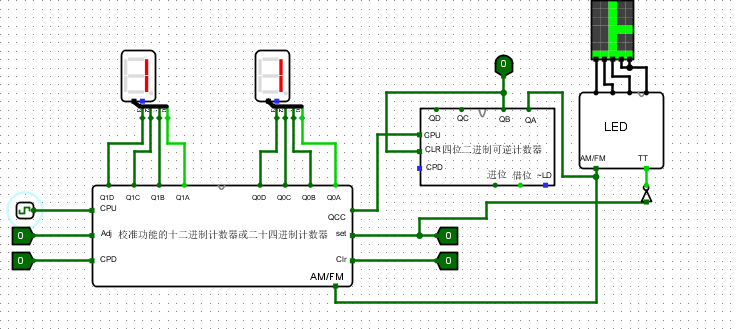 1
1
0
QD QC QB QA
CPU
CLR 四位二进制可逆计数器
CPD
进位 借位 ~LD
LED
AM/FM TT
Q1D Q1C Q1B Q1A Q0D Q0C Q0B Q0A
CPU
QCC
0 Adj 校准功能的十二进制计数器或二十四进制计数器 set 0
0 CPD Clr 0
AM/FM